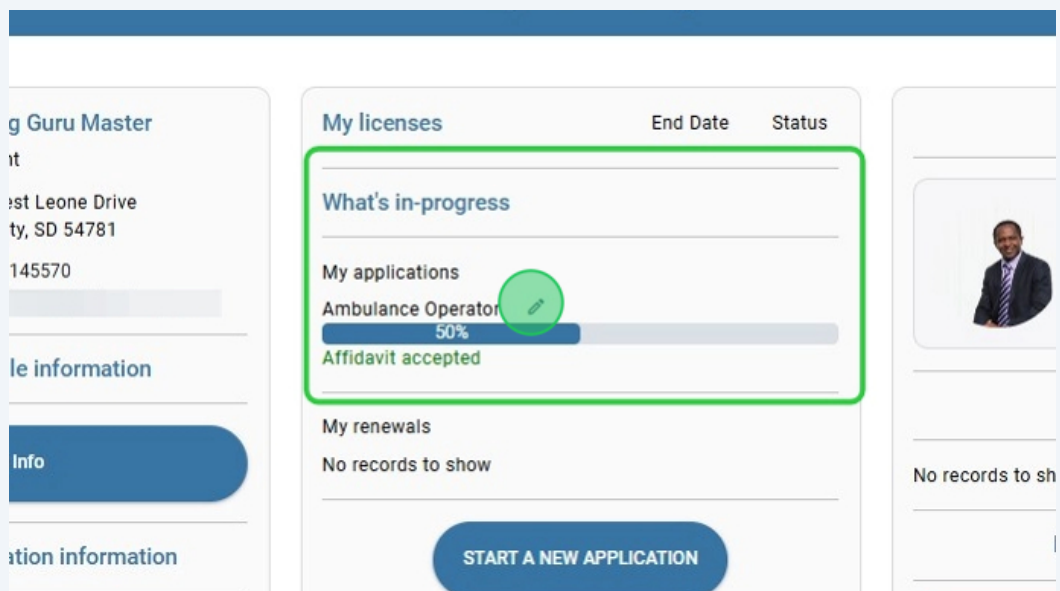 g Guru Master
nt
est Leone Drive
ty, SD 54781
145570
le information
Info
ation information
My licenses End Date Status
What's in-progress
My applications
Ambulance Operator
50%
Affidavit accepted
My renewals
No records to show
START A NEW APPLICATION
No records to sh